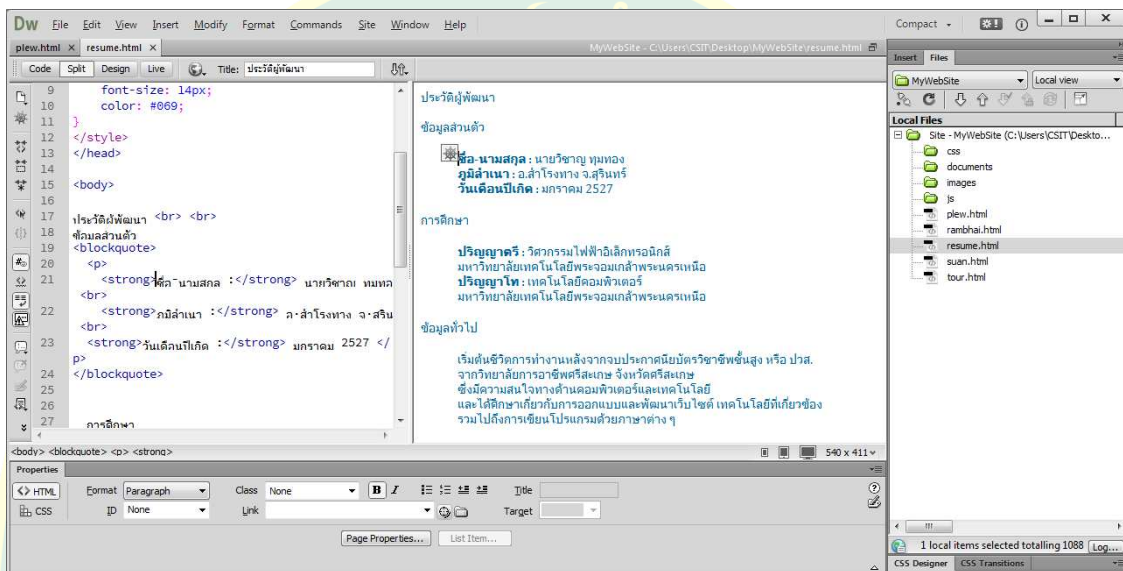 Dw File Edit View Insert Modify Format Commands Site Window Help
Compact
plew.html × resume.html ×
MyWebSite - C:\Users\CSIT\Desktop\MyWebSite\resume.html
Code Split Design Live Title: ประวัติผู้พัฒนา
9 font-size: 14px;
10 color: #069;
11 }
12 </style>
13 </head>
14
15 <body>
16
17 ประวัติผู้พัฒนา <br> <br>
18 ข้อมูลส่วนตัว
19 <blockquote>
20 <p>
21 <strong>ชื่อ-นามสกุล :</strong> นายวิชาญ ทุมทอ
<br>
22 <strong>ภูมิลำเนา :</strong> อ.สำโรงทาง จ.สุริน
<br>
23 <strong>วันเดือนปีเกิด :</strong> มกราคม 2527 </
p>
24 </blockquote>
25
26
27 การศึกษา
ประวัติผู้พัฒนา
ข้อมูลส่วนตัว
ชื่อ-นามสกุล : นายวิชาญ ทุมทอง
ภูมิลำเนา : อ.สำโรงทาง จ.สุรินทร์
วันเดือนปีเกิด : มกราคม 2527
การศึกษา
ปริญญาตรี : วิศวกรรมไฟฟ้าอิเล็กทรอนิกส์
มหาวิทยาลัยเทคโนโลยีพระจอมเกล้าพระนครเหนือ
ปริญญาโท : เทคโนโลยีคอมพิวเตอร์
มหาวิทยาลัยเทคโนโลยีพระจอมเกล้าพระนครเหนือ
ข้อมูลทั่วไป
เริ่มต้นชีวิตการทำงานหลังจากจบประกาศนียบัตรวิชาชีพชั้นสูง หรือ ปวส.
จากวิทยาลัยการอาชีพศรีสะเกษ จังหวัดศรีสะเกษ
ซึ่งมีความสนใจทางด้านคอมพิวเตอร์และเทคโนโลยี
และได้ศึกษาเกี่ยวกับการออกแบบและพัฒนาเว็บไซต์ เทคโนโลยีที่เกี่ยวข้อง
รวมไปถึงการเขียนโปรแกรมด้วยภาษาต่าง ๆ
<body> <blockquote> <p> <strong>
540 x 411
Properties
<> HTML Format Paragraph Class None B I Title
CSS ID None Link Target
Page Properties... List Item...
Insert Files
MyWebSite Local view
Local Files
Site - MyWebSite (C:\Users\CSIT\Deskto...
css
documents
images
js
plew.html
rambhai.html
resume.html
suan.html
tour.html
1 local items selected totalling 1088 Log...
CSS Designer CSS Transitions